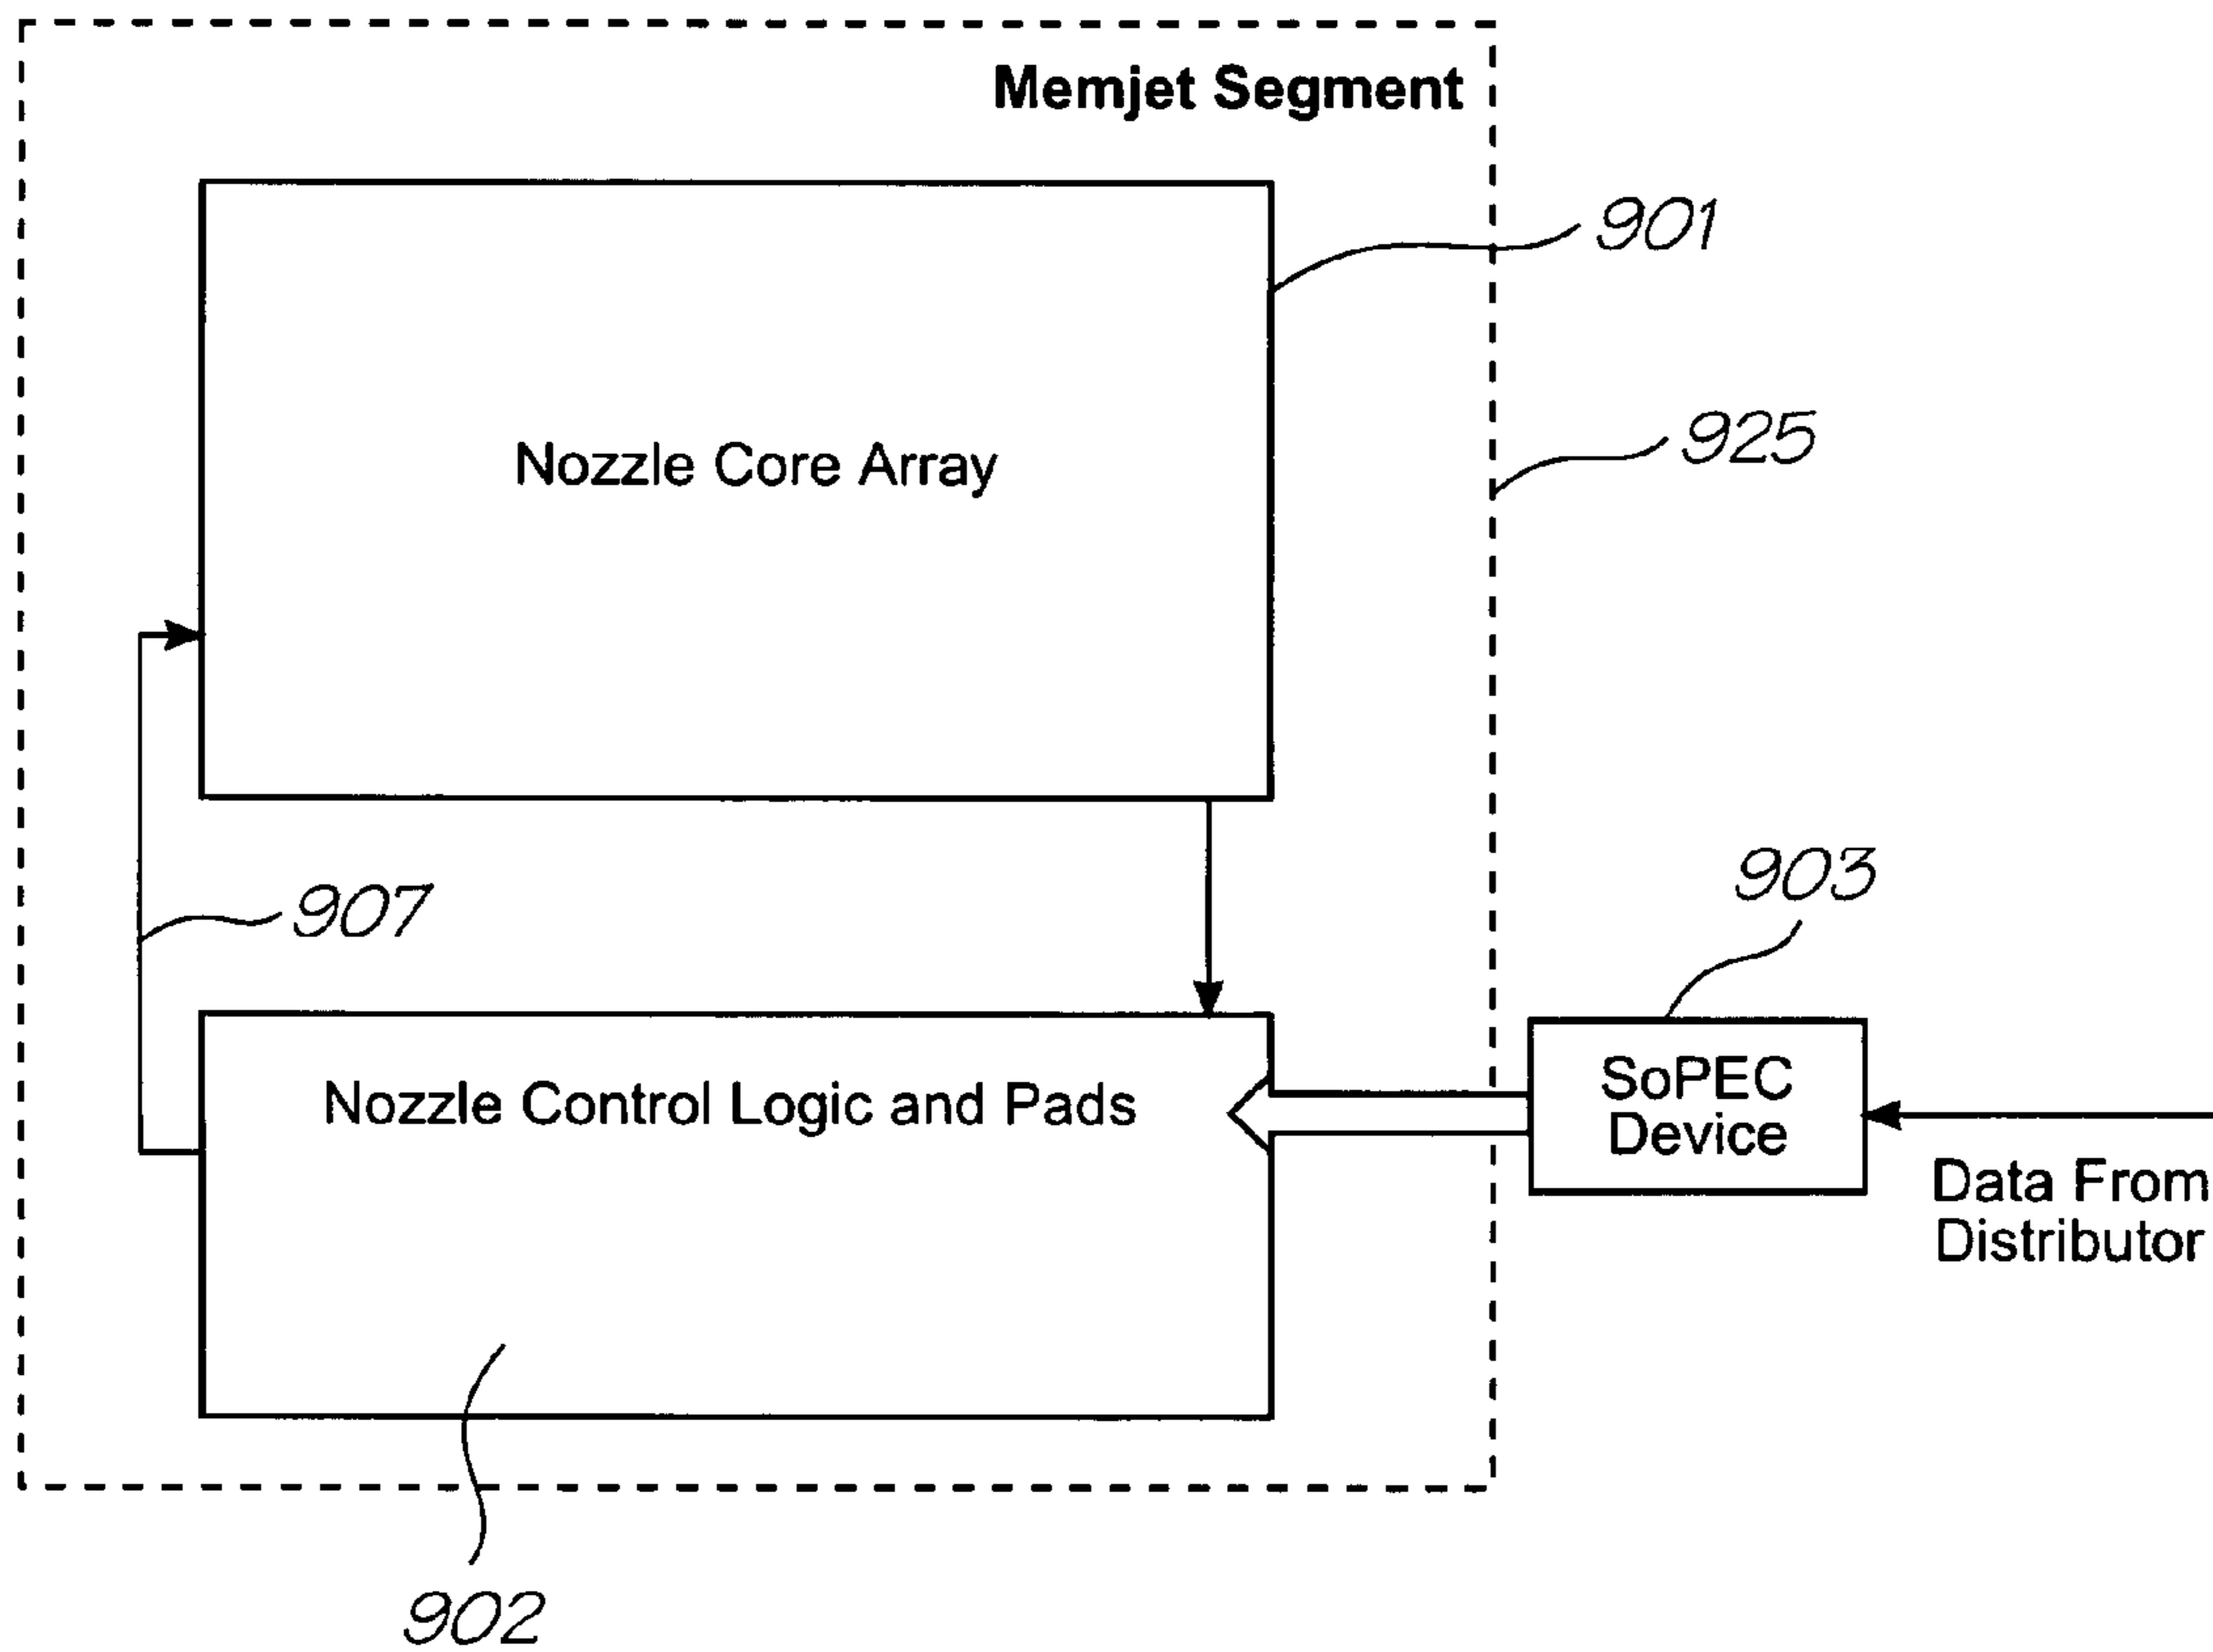 Memjet Segment
901
Nozzle Core Array
925
903
907
SoPEC
Device
Nozzle Control Logic and Pads
Data From
Distributor
902